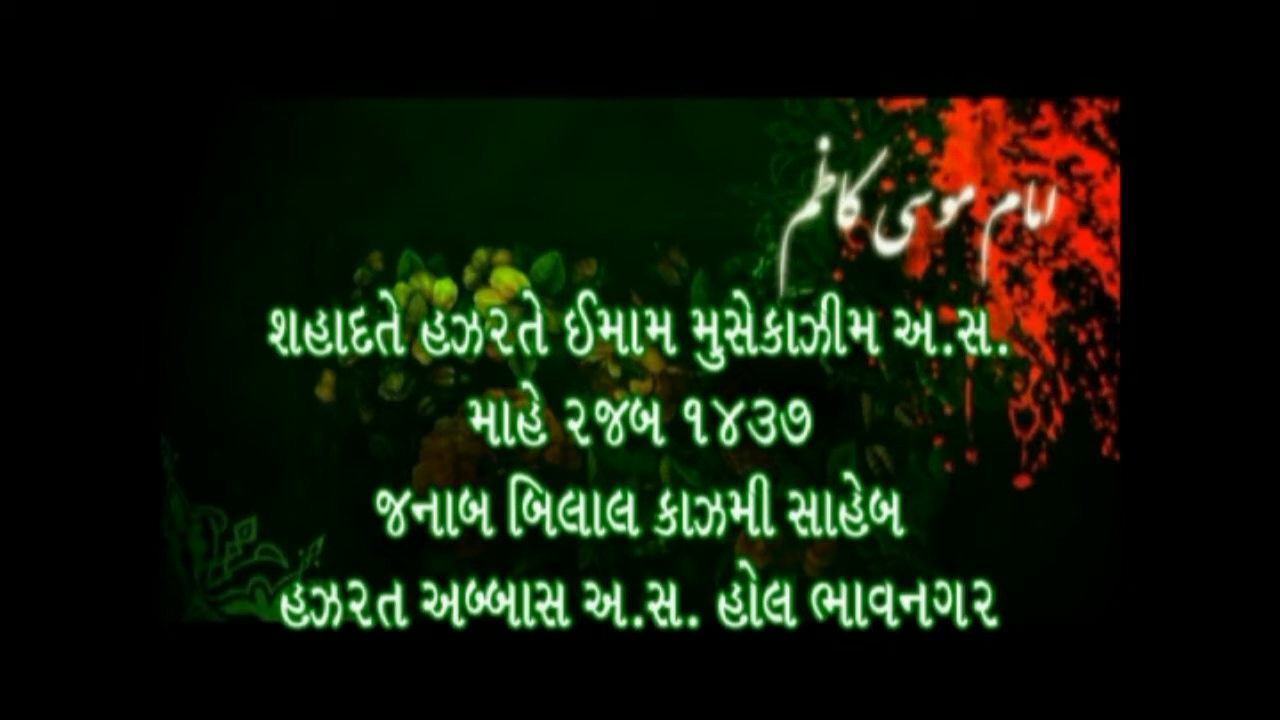 امام موسی کاظم
શહાદતે હઝરતે ઈમામ મુસેકાઝીમ અ.સ.
માહે રજબ ૧૪૩૭
જનાબ બિલાલ કાઝમી સાહેબ
હઝરત અબ્બાસ અ.સ. હોલ ભાવનગર